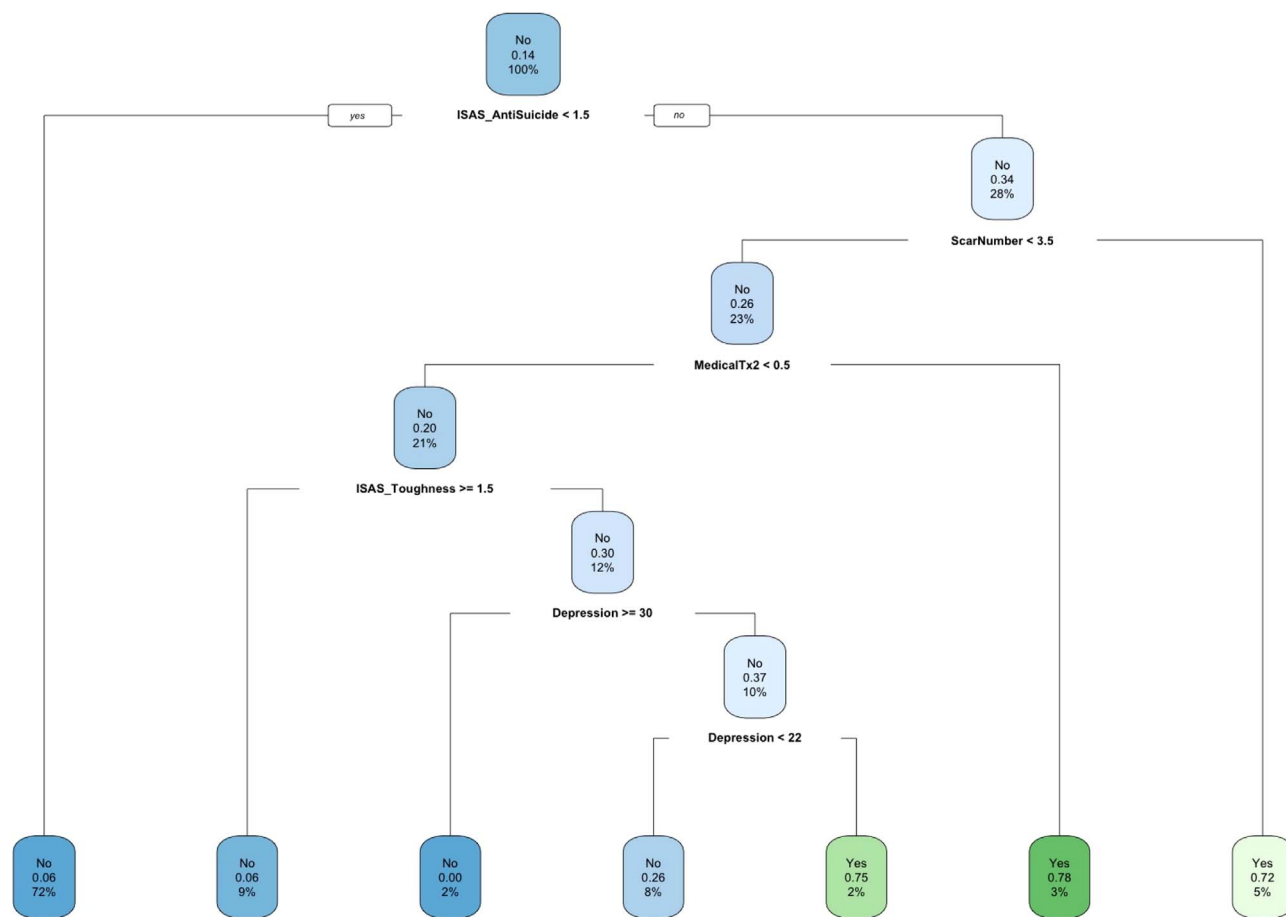 No
0.14
100%
yes
ISAS_AntiSuicide < 1.5
no
No
0.34
28%
ScarNumber < 3.5
No
0.26
23%
MedicalTx2 < 0.5
No
0.20
21%
ISAS_Toughness >= 1.5
No
0.30
12%
Depression >= 30
No
0.37
10%
Depression < 22
No
0.06
72%
No
0.06
9%
No
0.00
2%
No
0.26
8%
Yes
0.75
2%
Yes
0.78
3%
Yes
0.72
5%